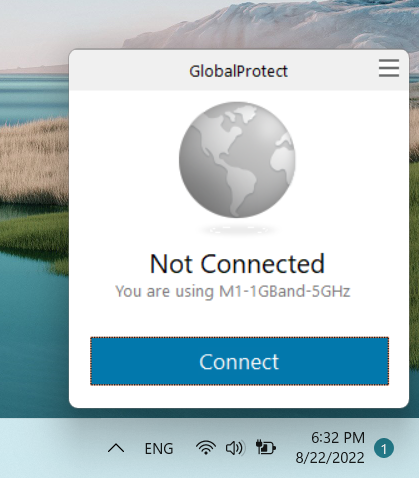 GlobalProtect
Not Connected
You are using M1-1GBand-5GHz
Connect
ENG
6:32 PM
8/22/2022
1